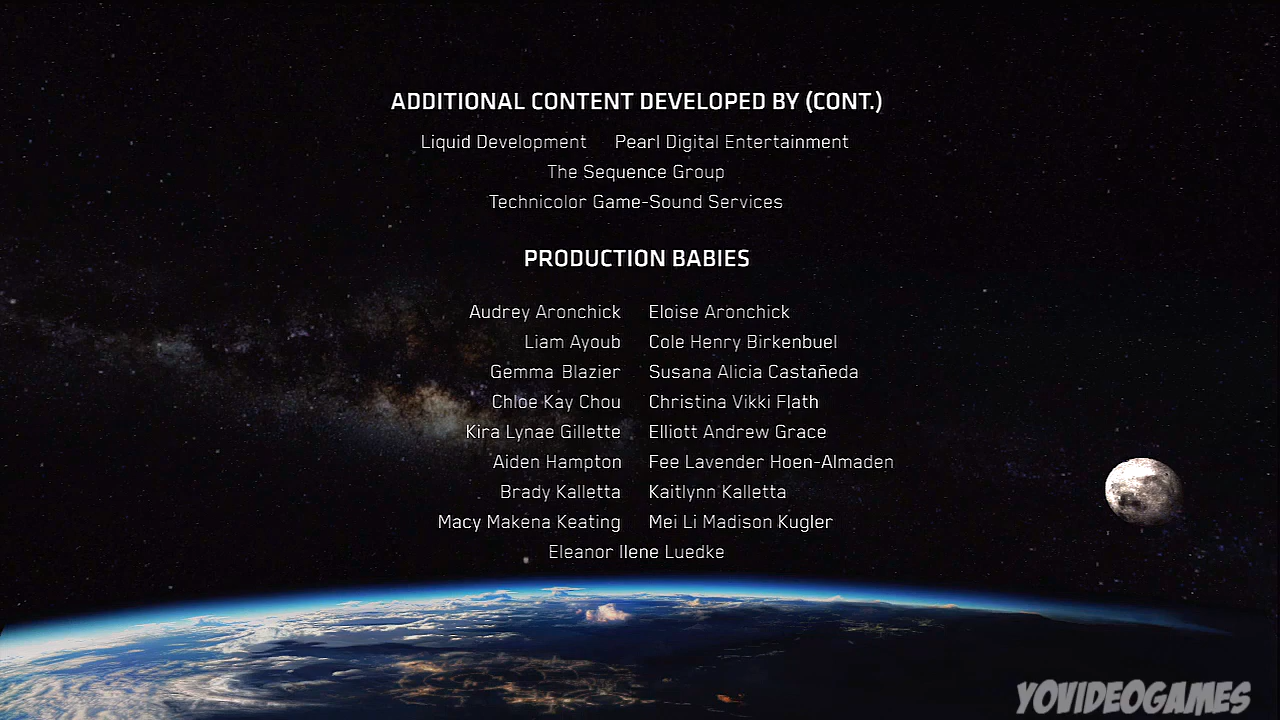 ADDITIONAL CONTENT DEVELOPED BY (CONT.)
Liquid Development Pearl Digital Entertainment
The Sequence Group
Technicolor Game-Sound Services
PRODUCTION BABIES
Audrey Aronchick Eloise Aronchick
Liam Ayoub Cole Henry Birkenbuel
Gemma Blazier Susana Alicia Castañeda
Chloe Kay Chou Christina Vikki Flath
Kira Lynae Gillette Elliott Andrew Grace
Aiden Hampton Fee Lavender Hoen-Almaden
Brady Kalletta Kaitlynn Kalletta
Macy Makena Keating Mei Li Madison Kugler
Eleanor Ilene Luedke
YOVIDEOGAMES